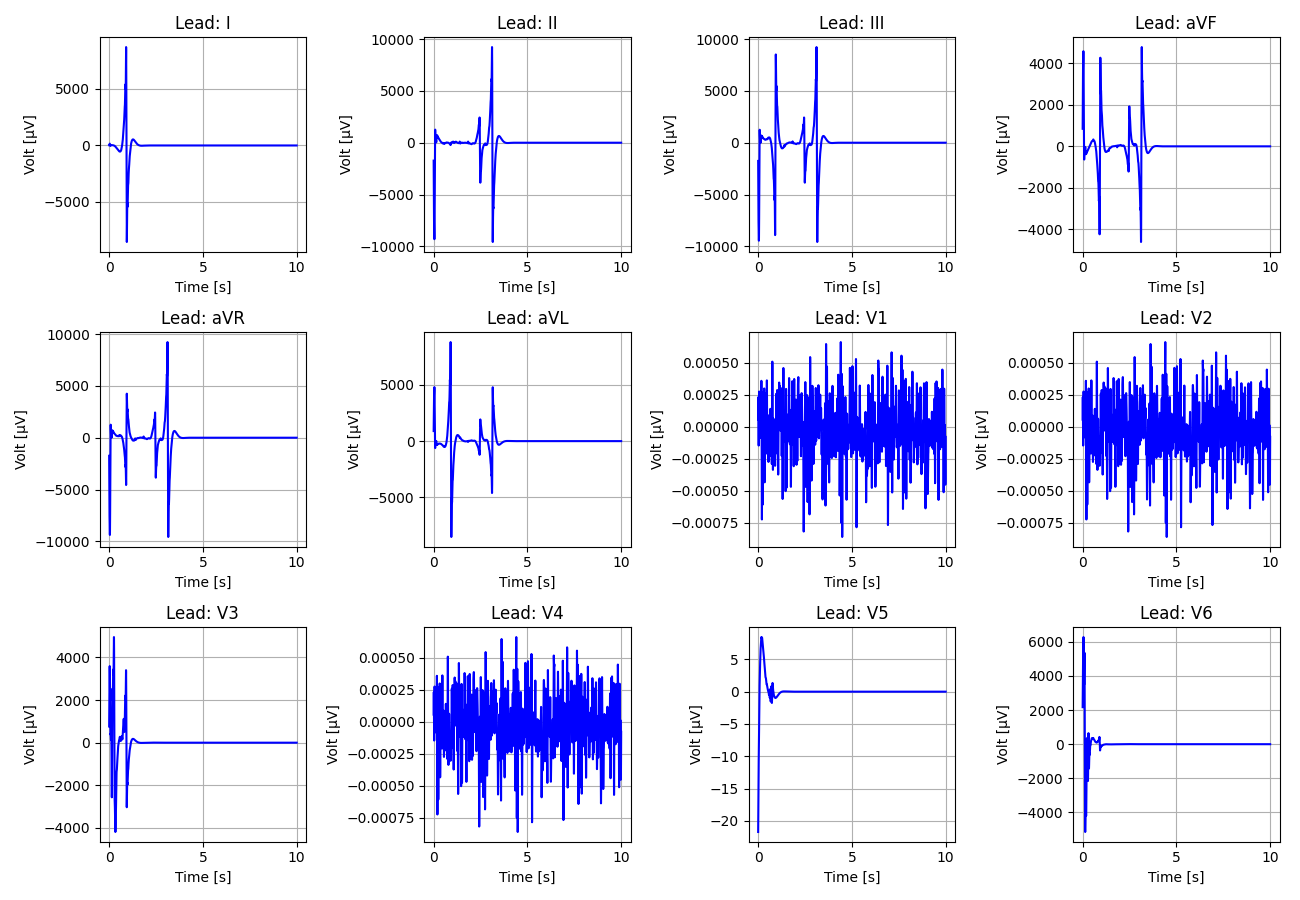 Lead: I
Volt [µV]
5000
0
−5000
0 5 10
Time [s]
Lead: II
Volt [µV]
10000
5000
0
−5000
−10000
0 5 10
Time [s]
Lead: III
Volt [µV]
10000
5000
0
−5000
−10000
0 5 10
Time [s]
Lead: aVF
Volt [µV]
4000
2000
0
−2000
−4000
0 5 10
Time [s]
Lead: aVR
Volt [µV]
10000
5000
0
−5000
−10000
0 5 10
Time [s]
Lead: aVL
Volt [µV]
5000
0
−5000
0 5 10
Time [s]
Lead: V1
Volt [µV]
0.00050
0.00025
0.00000
−0.00025
−0.00050
−0.00075
0 5 10
Time [s]
Lead: V2
Volt [µV]
0.00050
0.00025
0.00000
−0.00025
−0.00050
−0.00075
0 5 10
Time [s]
Lead: V3
Volt [µV]
4000
2000
0
−2000
−4000
0 5 10
Time [s]
Lead: V4
Volt [µV]
0.00050
0.00025
0.00000
−0.00025
−0.00050
−0.00075
0 5 10
Time [s]
Lead: V5
Volt [µV]
5
0
−5
−10
−15
−20
0 5 10
Time [s]
Lead: V6
Volt [µV]
6000
4000
2000
0
−2000
−4000
0 5 10
Time [s]